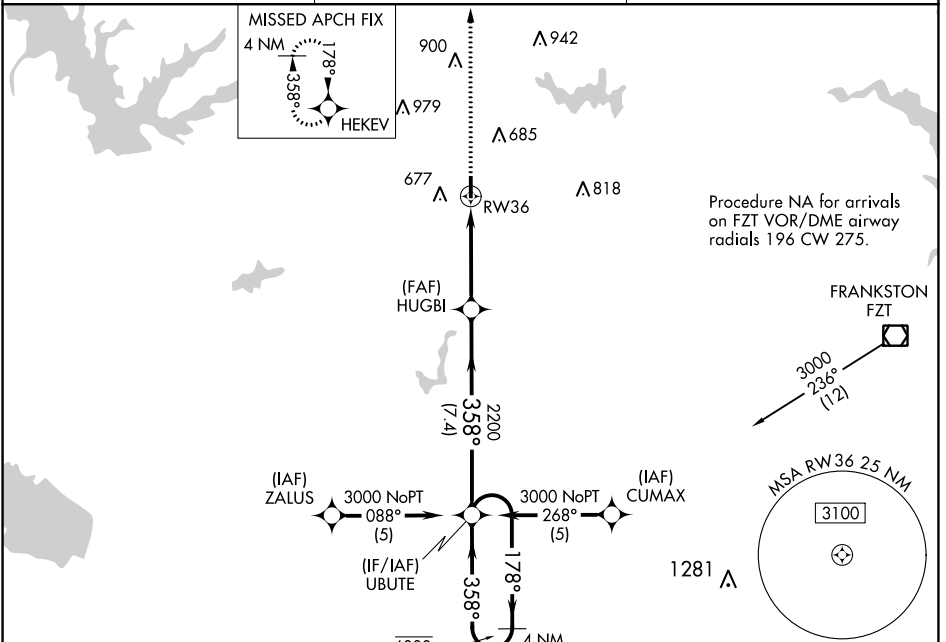 MISSED APCH FIX
4 NM
178°
358°
HEKEV
900
942
979
685
677
818
RW36
Procedure NA for arrivals
on FZT VOR/DME airway
radials 196 CW 275.
(FAF)
HUGBI
FRANKSTON
FZT
3000
236°
(12)
2200
358°
(7.4)
(IAF)
ZALUS
3000 NoPT
088°
(5)
3000 NoPT
268°
(5)
(IAF)
CUMAX
(IF/IAF)
UBUTE
358°
178°
4 NM
MSA RW36 25 NM
3100
1281